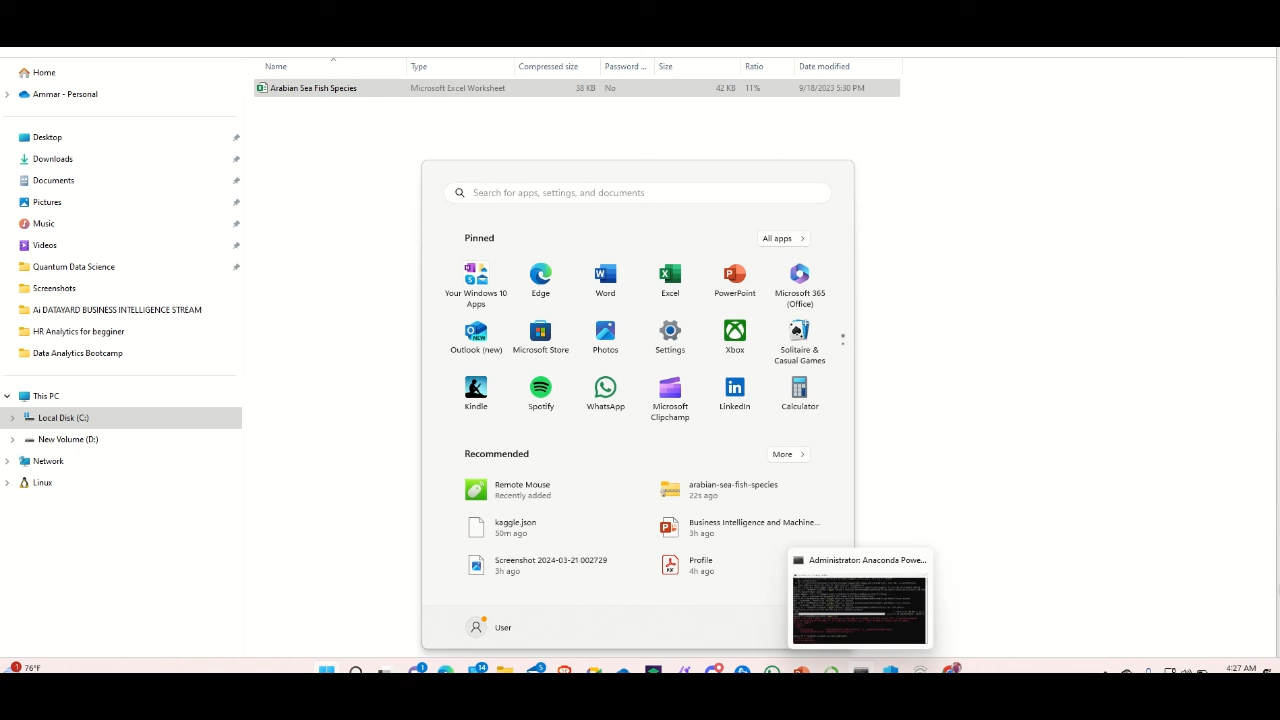 Name Type Compressed size Password ... Size Ratio Date modified
Arabian Sea Fish Species Microsoft Excel Worksheet 38 KB No 42 KB 11% 9/18/2023 5:30 PM
Home
Ammar - Personal
Desktop
Downloads
Documents
Pictures
Music
Videos
Quantum Data Science
Screenshots
Ai DATAYARD BUSINESS INTELLIGENCE STREAM
HR Analytics for begginer
Data Analytics Bootcamp
This PC
Local Disk (C:)
New Volume (D:)
Network
Linux
Search for apps, settings, and documents
Pinned All apps
Your Windows 10
Apps
Edge
Word
Excel
PowerPoint
Microsoft 365
(Office)
Outlook (new)
Microsoft Store
Photos
Settings
Xbox
Solitaire &
Casual Games
Kindle
Spotify
WhatsApp
Microsoft
Clipchamp
LinkedIn
Calculator
Recommended More
Remote Mouse
Recently added
arabian-sea-fish-species
22s ago
kaggle.json
50m ago
Business Intelligence and Machine...
3h ago
Screenshot 2024-03-21 002729
3h ago
Profile
4h ago
Administrator: Anaconda Powe...
User
1 76°F 1 14 5 4:27 AM